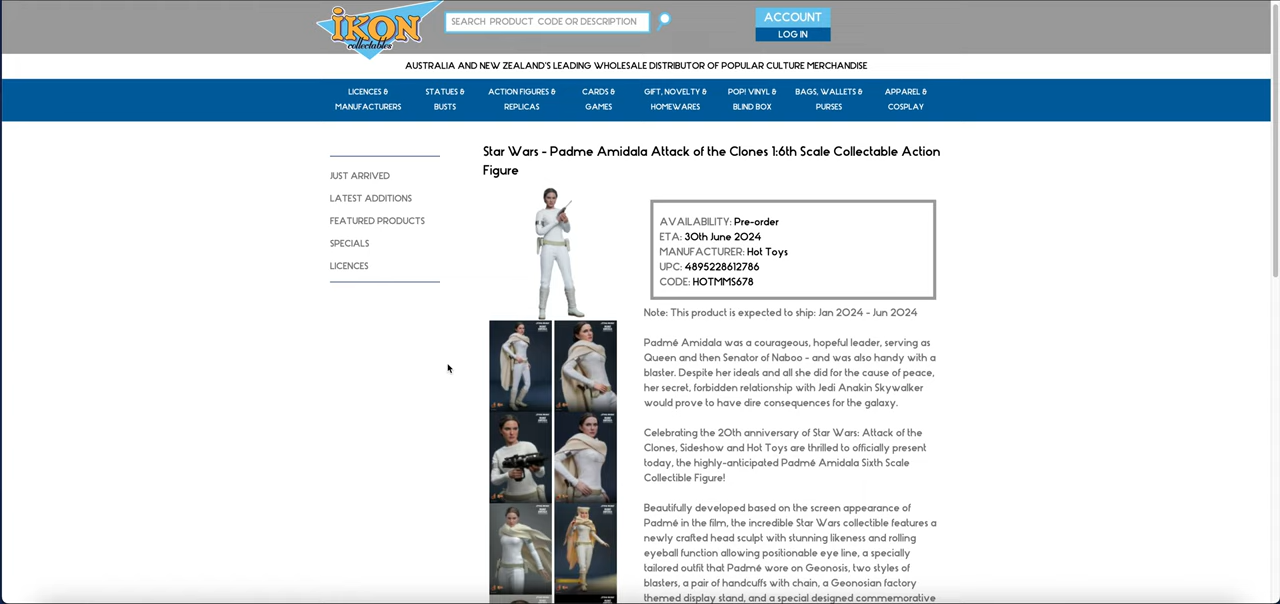 iKON
collectables
SEARCH PRODUCT CODE OR DESCRIPTION
ACCOUNT
LOG IN
AUSTRALIA AND NEW ZEALAND'S LEADING WHOLESALE DISTRIBUTOR OF POPULAR CULTURE MERCHANDISE
LICENCES &
MANUFACTURERS
STATUES &
BUSTS
ACTION FIGURES &
REPLICAS
CARDS &
GAMES
GIFT, NOVELTY &
HOMEWARES
POP! VINYL &
BLIND BOX
BAGS, WALLETS &
PURSES
APPAREL &
COSPLAY
JUST ARRIVED
LATEST ADDITIONS
FEATURED PRODUCTS
SPECIALS
LICENCES
Star Wars - Padme Amidala Attack of the Clones 1:6th Scale Collectable Action
Figure
AVAILABILITY: Pre-order
ETA: 30th June 2024
MANUFACTURER: Hot Toys
UPC: 4895228612786
CODE: HOTMMS678
Note: This product is expected to ship: Jan 2024 - Jun 2024
Padmé Amidala was a courageous, hopeful leader, serving as
Queen and then Senator of Naboo - and was also handy with a
blaster. Despite her ideals and all she did for the cause of peace,
her secret, forbidden relationship with Jedi Anakin Skywalker
would prove to have dire consequences for the galaxy.
Celebrating the 20th anniversary of Star Wars: Attack of the
Clones, Sideshow and Hot Toys are thrilled to officially present
today, the highly-anticipated Padmé Amidala Sixth Scale
Collectible Figure!
Beautifully developed based on the screen appearance of
Padmé in the film, the incredible Star Wars collectible features a
newly crafted head sculpt with stunning likeness and rolling
eyeball function allowing positionable eye line, a specially
tailored outfit that Padmé wore on Geonosis, two styles of
blasters, a pair of handcuffs with chain, a Geonosian factory
themed display stand, and a special designed commemorative